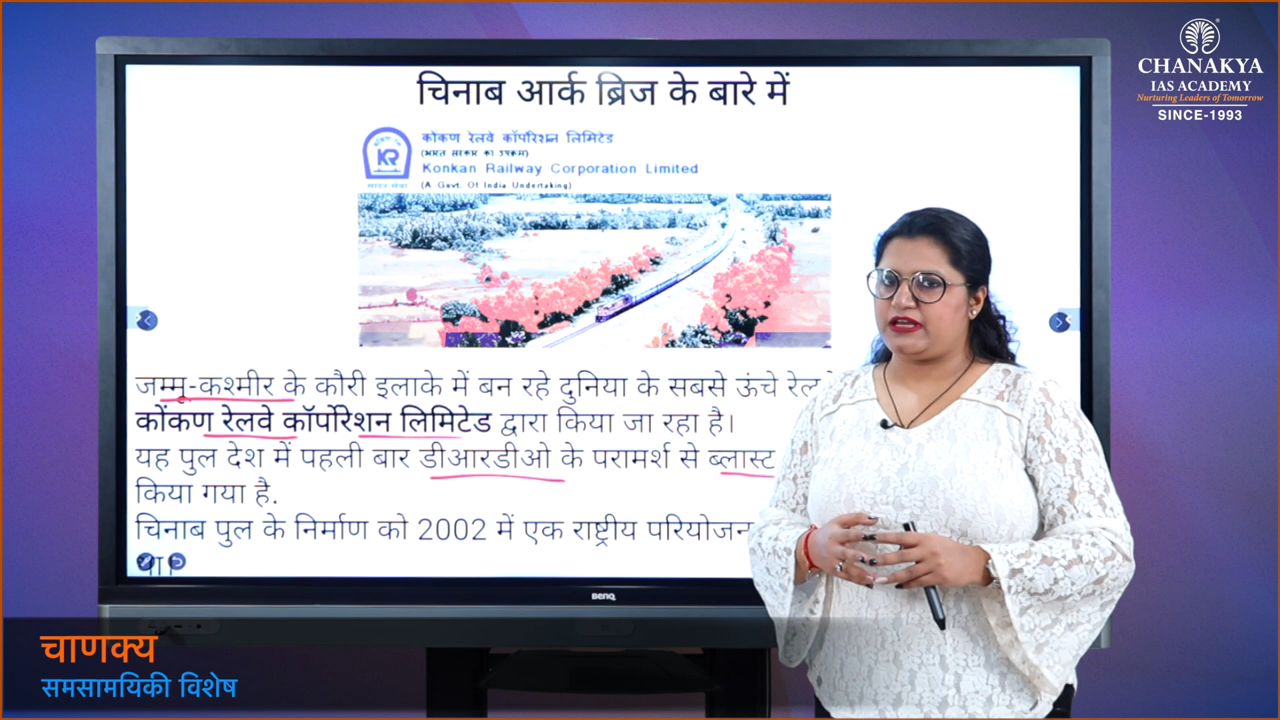 चिनाब आर्क ब्रिज के बारे में
कोंकण रेलवे कॉर्पोरेशन लिमिटेड
(भारत सरकार का उपक्रम)
KR
Konkan Railway Corporation Limited
(A Govt. Of India Undertaking)
जम्मू-कश्मीर के कौरी इलाके में बन रहे दुनिया के सबसे ऊंचे
कोंकण रेलवे कॉर्पोरेशन लिमिटेड द्वारा किया जा रहा है।
यह पुल देश में पहली बार डीआरडीओ के परामर्श से ब्लास्ट
किया गया है.
चिनाब पुल के निर्माण को 2002 में एक राष्ट्रीय
BenQ
CHANAKYA
IAS ACADEMY
Nurturing Leaders of Tomorrow
SINCE-1993
चाणक्य
समसामयिकी विशेष